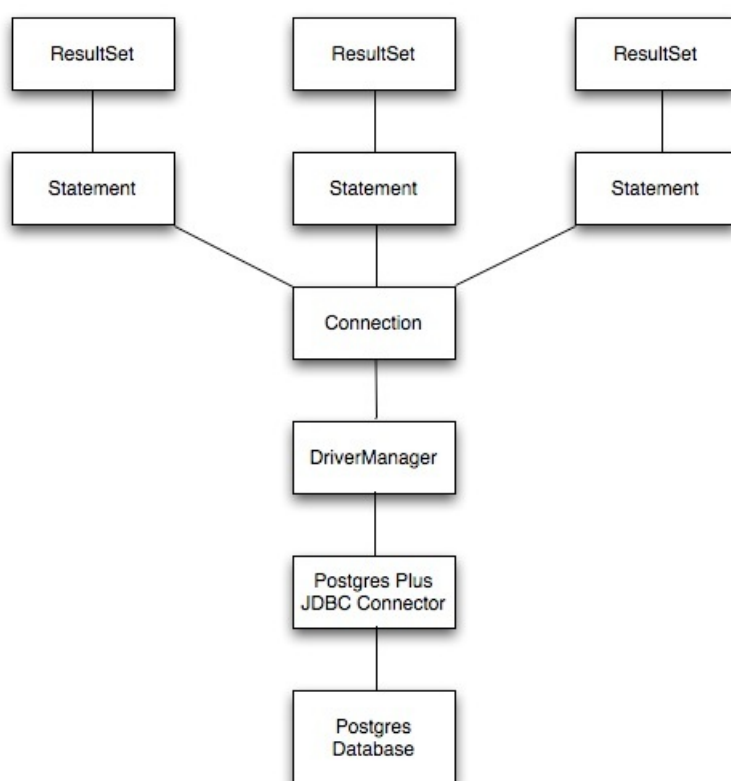 ResultSet
ResultSet
ResultSet
Statement
Statement
Statement
Connection
DriverManager
Postgres Plus
JDBC Connector
Postgres
Database